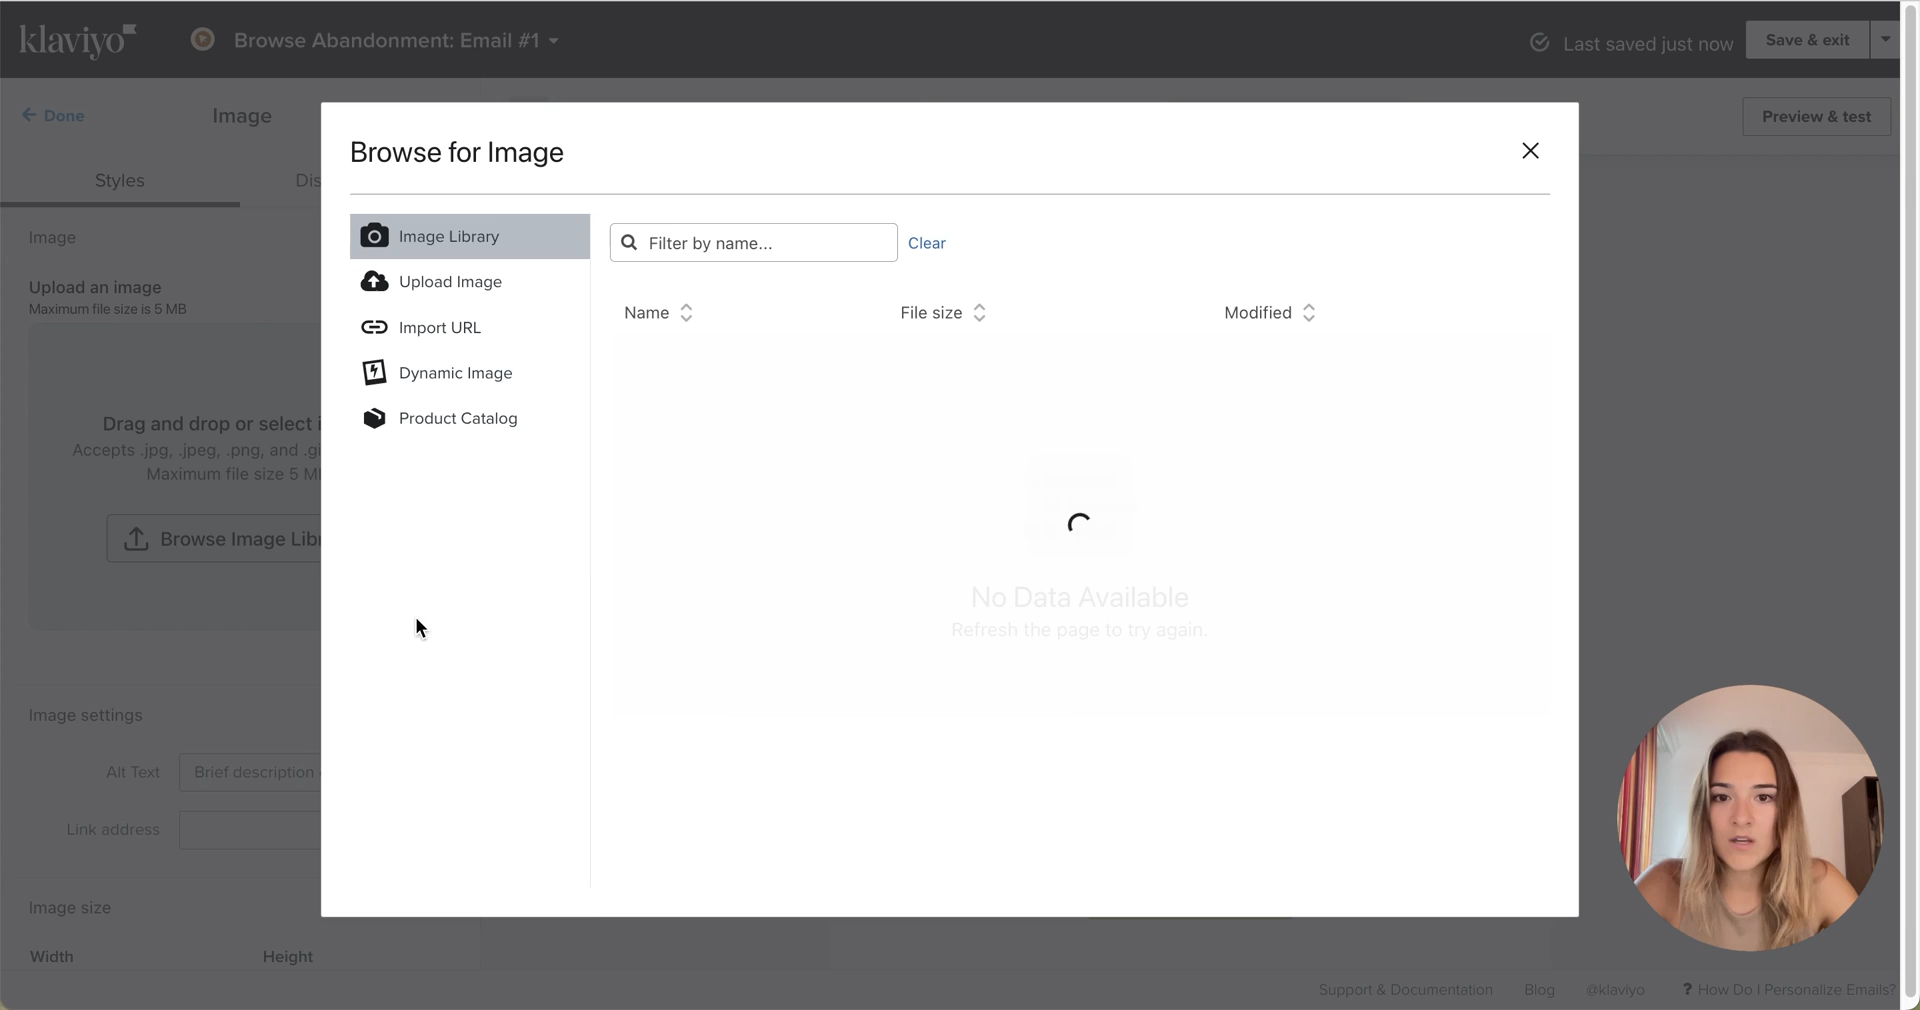 klaviyo
Browse Abandonment: Email #1
Last saved just now
Save & exit
Done
Image
Preview & test
Styles
Image
Upload an image
Maximum file size is 5 MB
Drag and drop or select
Accepts .jpg, .jpeg, .png, and
Maximum file size 5
Browse Image
Image settings
Alt Text
Brief description
Link address
Image size
Width
Height
Browse for Image
Image Library
Upload Image
Import URL
Dynamic Image
Product Catalog
Filter by name...
Clear
Name
File size
Modified
No Data Available
Refresh the page to try again.
Support & Documentation
Blog
@klaviyo
? How Do I Personalize Emails?